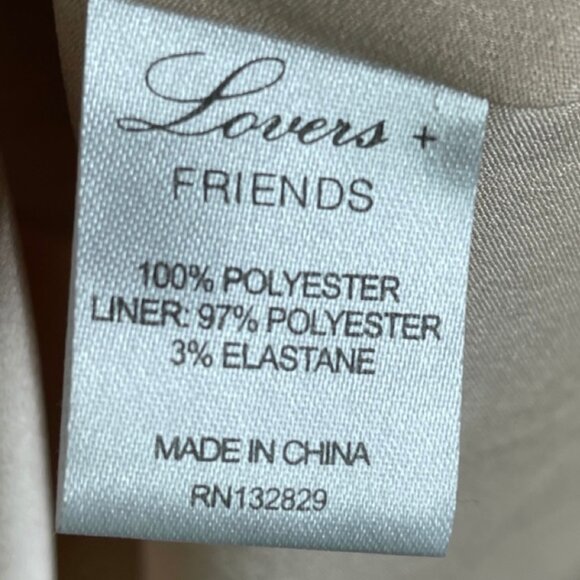 Lovers +
FRIENDS
100% POLYESTER
LINER: 97% POLYESTER
3% ELASTANE
MADE IN CHINA
RN132829